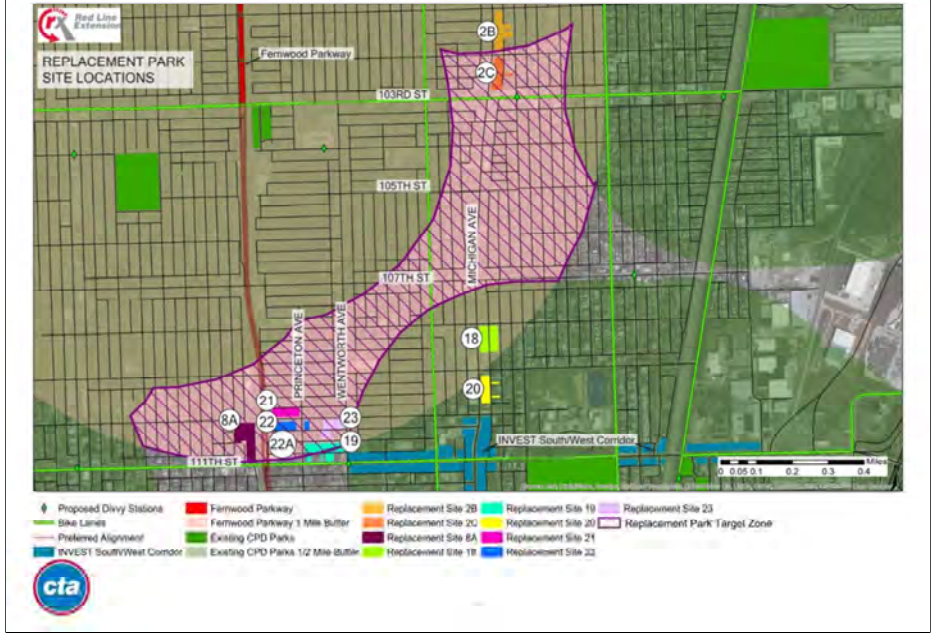 Red Line
Extension
REPLACEMENT PARK
SITE LOCATIONS
Fernwood Parkway
2B
2C
103RD ST
105TH ST
107TH ST
MICHIGAN AVE
PRINCETON AVE
WENTWORTH AVE
18
20
21
8A
22
23
22A
19
111TH ST
INVEST South/West Corridor
Miles
0 0.05 0.1 0.2 0.3 0.4
Proposed Divvy Stations
Bike Lanes
Preferred Alignment
INVEST South/West Corridor
Fernwood Parkway
Fernwood Parkway 1 Mile Buffer
Existing CPD Parks
Existing CPD Parks 1/2 Mile Buffer
Replacement Site 2B
Replacement Site 2C
Replacement Site 8A
Replacement Site 18
Replacement Site 19
Replacement Site 20
Replacement Site 21
Replacement Site 22
Replacement Site 23
Replacement Park Target Zone
cta